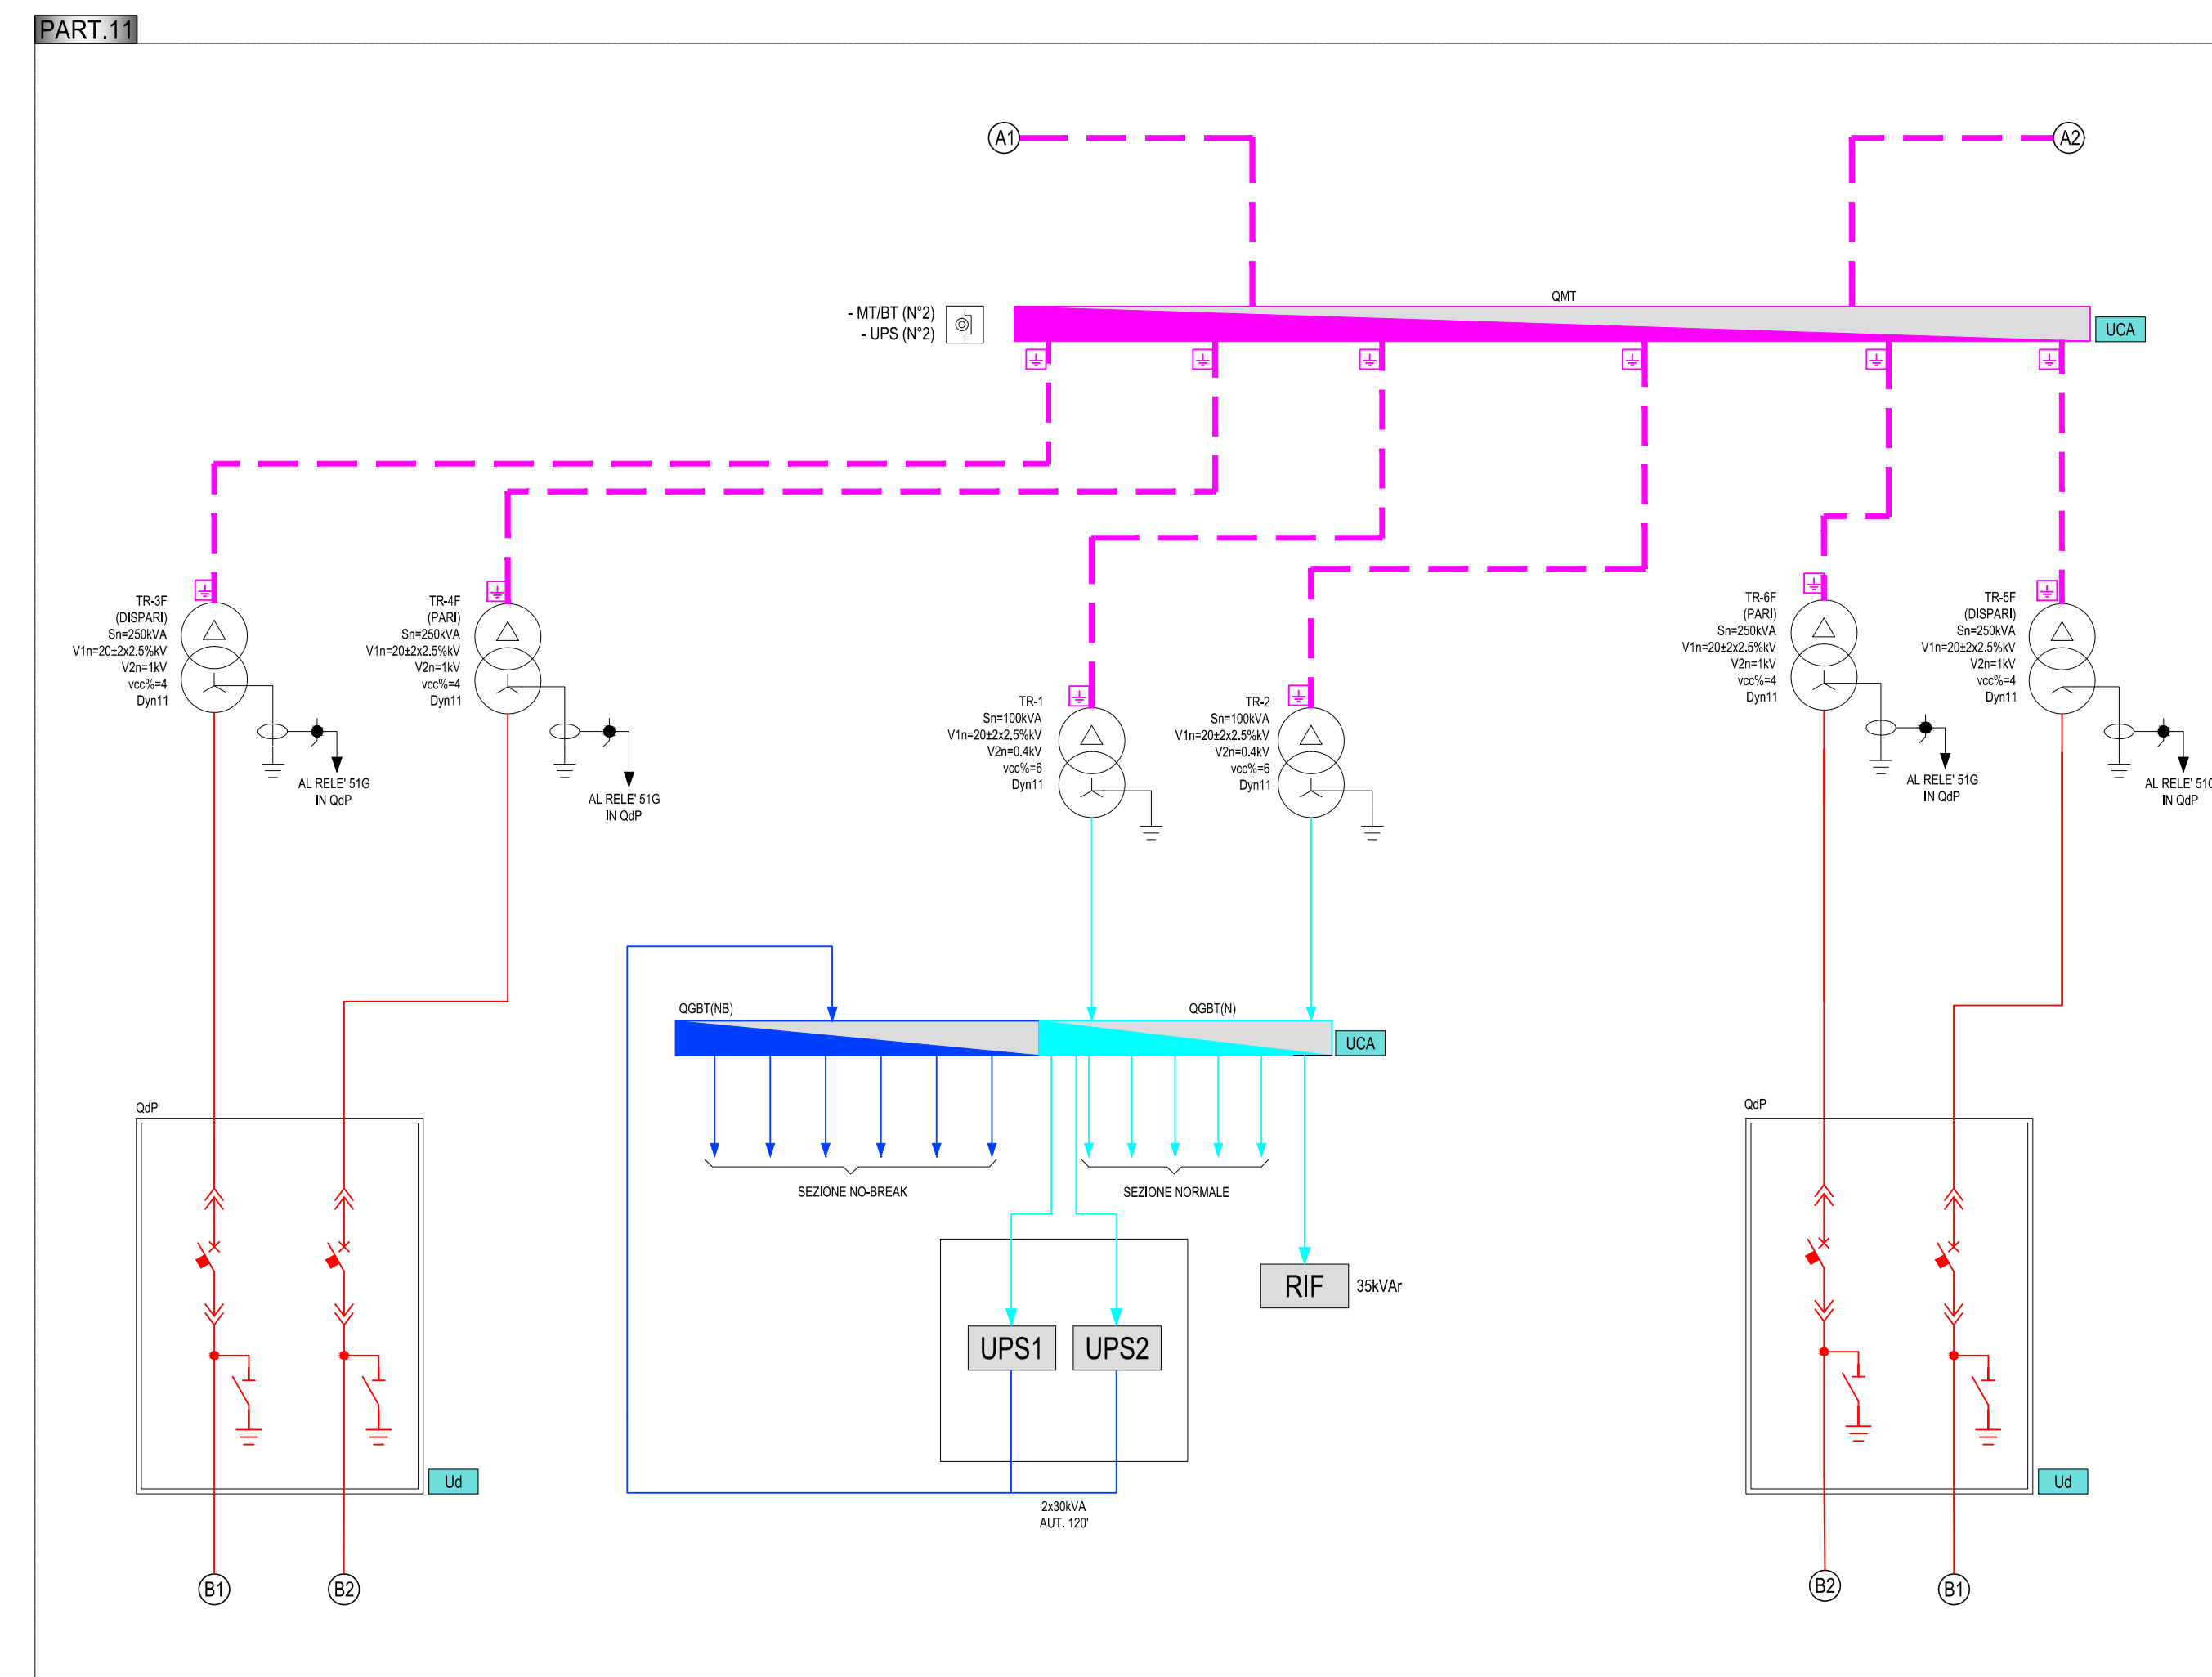 PART.11
A1
A2
QMT
- MT/BT (N°2)
- UPS (N°2)
UCA
TR-3F
(DISPARI)
Sn=250kVA
V1n=20±2x2.5%kV
V2n=1kV
vcc%=4
Dyn11
AL RELE' 51G
IN QdP
TR-4F
(PARI)
Sn=250kVA
V1n=20±2x2.5%kV
V2n=1kV
vcc%=4
Dyn11
AL RELE' 51G
IN QdP
TR-1
Sn=100kVA
V1n=20±2x2.5%kV
V2n=0.4kV
vcc%=6
Dyn11
TR-2
Sn=100kVA
V1n=20±2x2.5%kV
V2n=0.4kV
vcc%=6
Dyn11
TR-6F
(PARI)
Sn=250kVA
V1n=20±2x2.5%kV
V2n=1kV
vcc%=4
Dyn11
AL RELE' 51G
IN QdP
TR-5F
(DISPARI)
Sn=250kVA
V1n=20±2x2.5%kV
V2n=1kV
vcc%=4
Dyn11
AL RELE' 51G
IN QdP
QGBT(NB)
QGBT(N)
UCA
SEZIONE NO-BREAK
SEZIONE NORMALE
QdP
QdP
RIF
35kVAr
UPS1
UPS2
Ud
Ud
2x30kVA
AUT. 120'
B1
B2
B2
B1